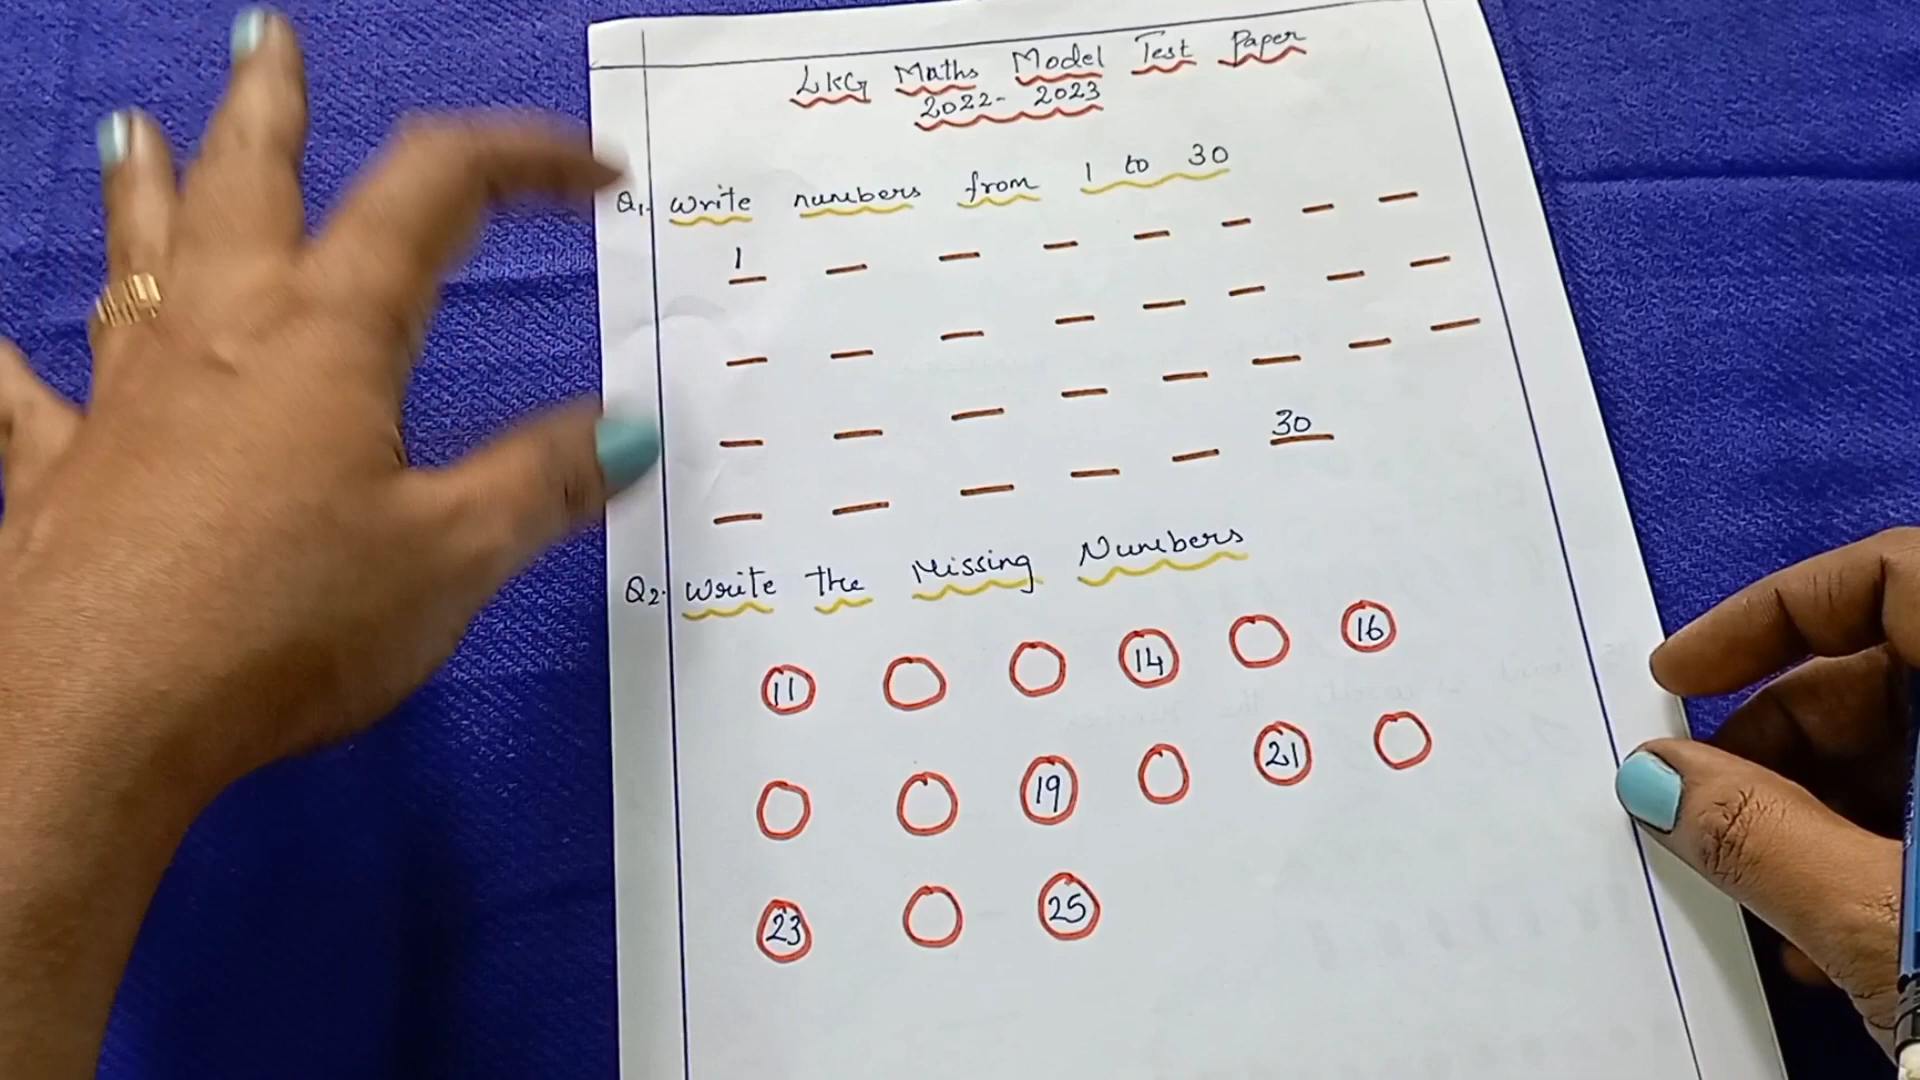 LKG Maths Model Test Paper
2022- 2023
Q1. Write numbers from 1 to 30
1
30
Q2. Write the Missing Numbers
11 14 16
19 21
23 25